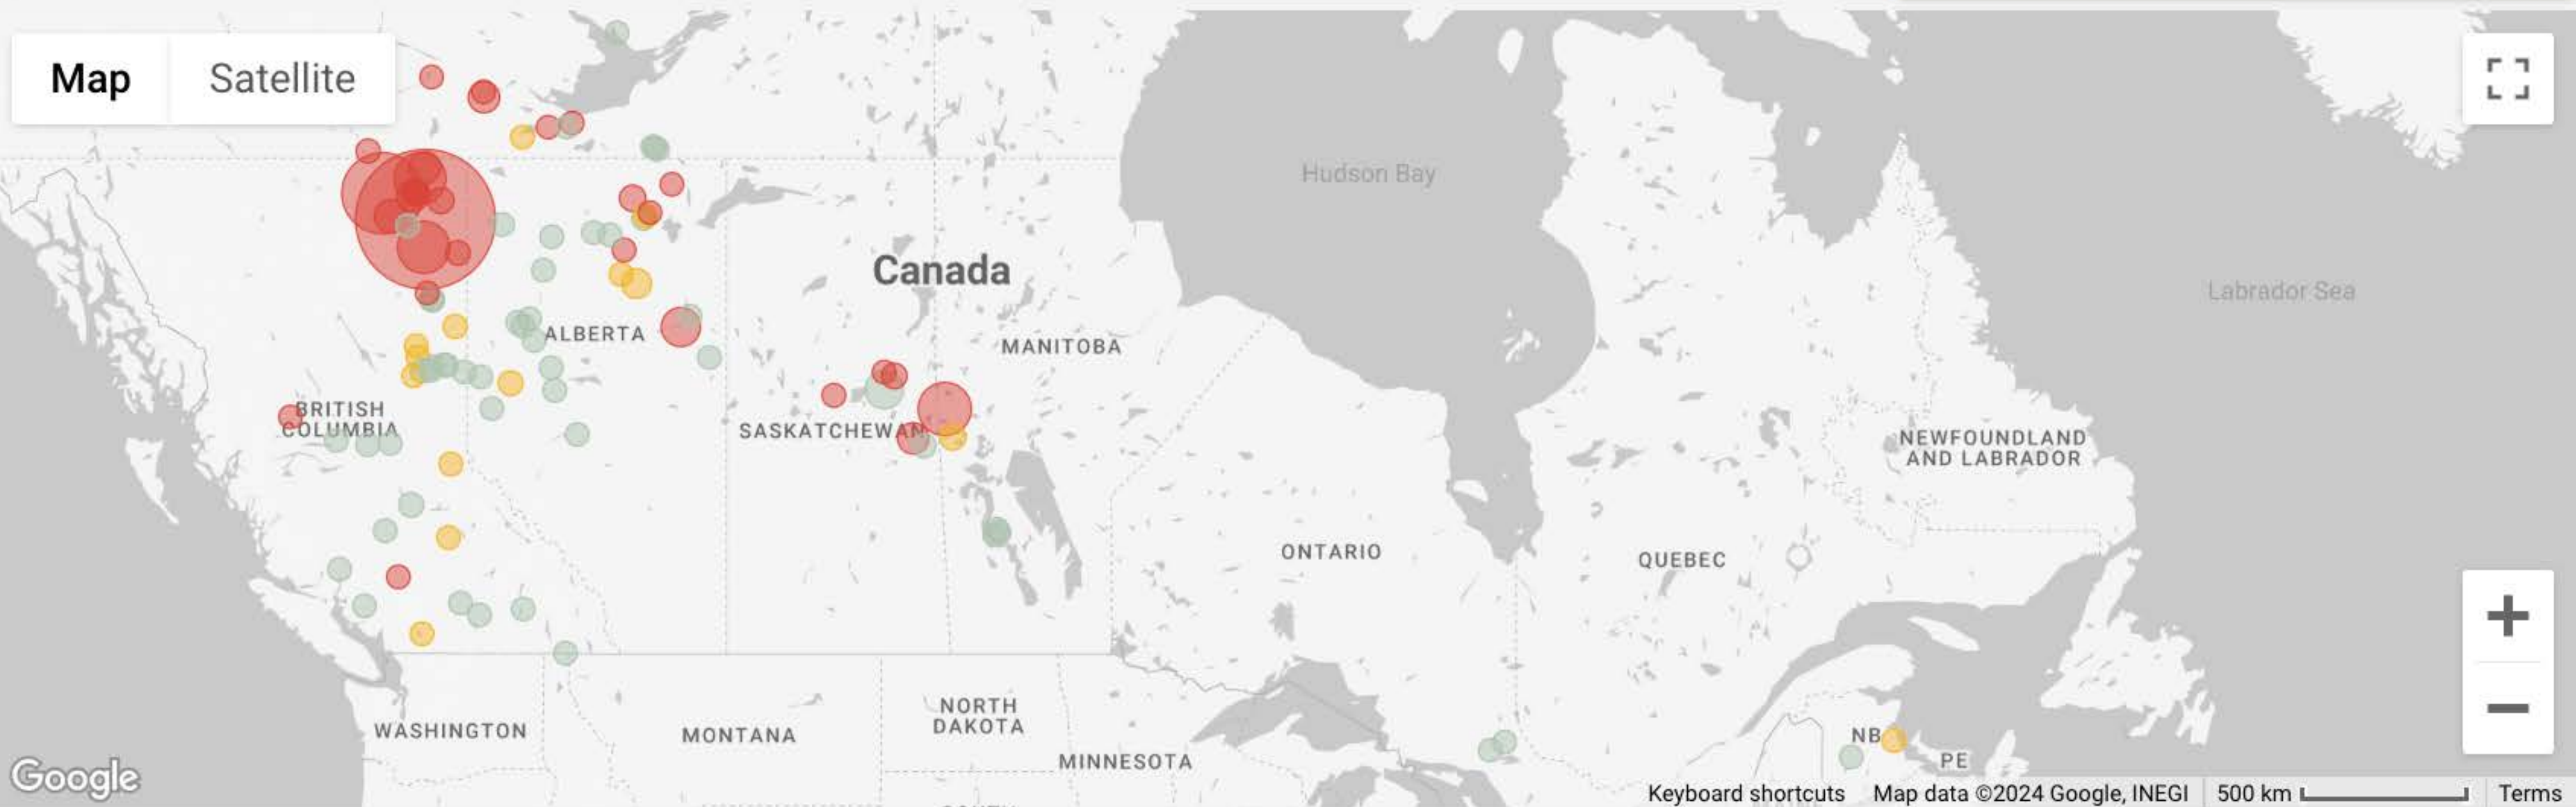 Map
Satellite
Hudson Bay
Canada
Labrador Sea
ALBERTA
MANITOBA
BRITISH
COLUMBIA
SASKATCHEWAN
NEWFOUNDLAND
AND LABRADOR
ONTARIO
QUEBEC
WASHINGTON
MONTANA
NORTH
DAKOTA
MINNESOTA
NB
PE
Google
Keyboard shortcuts
Map data ©2024 Google, INEGI
500 km
Terms